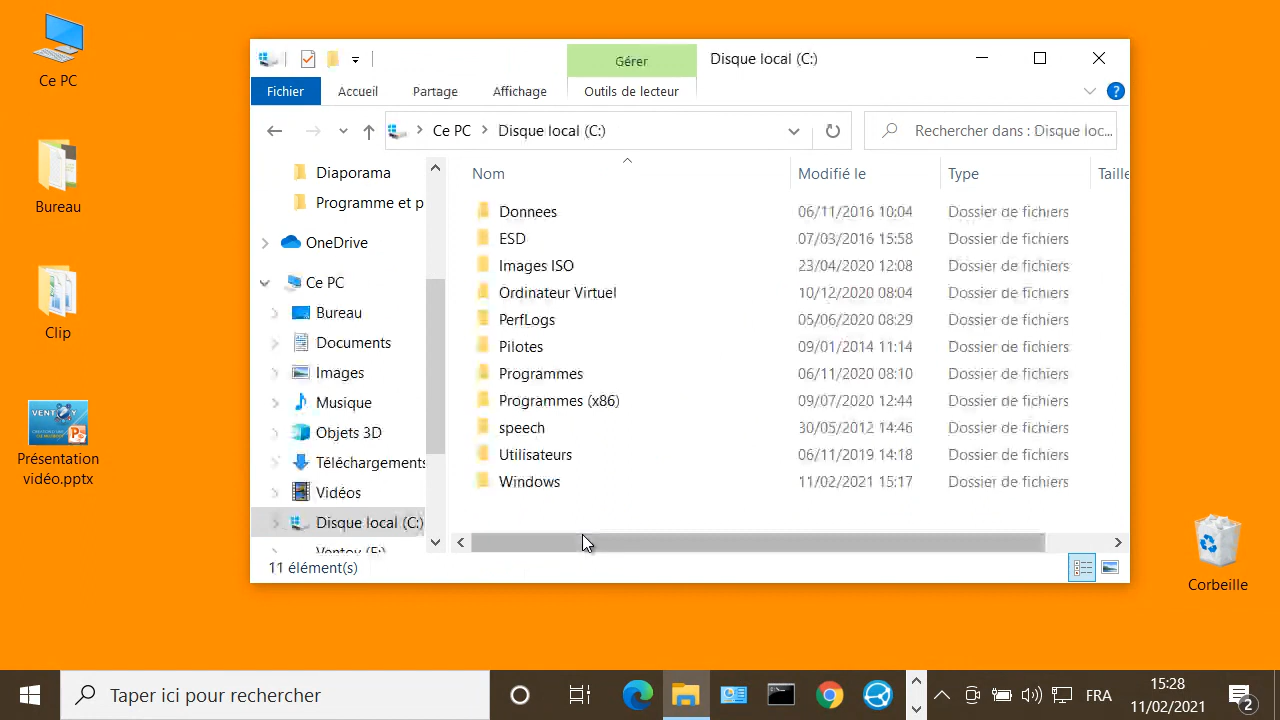 Ce PC
Bureau
Clip
VENTOY
Présentation
vidéo.pptx
Corbeille
Gérer
Disque local (C:)
Fichier
Accueil
Partage
Affichage
Outils de lecteur
?
Ce PC
Disque local (C:)
Rechercher dans : Disque loc...
Diaporama
Programme et p
OneDrive
Ce PC
Bureau
Documents
Images
Musique
Objets 3D
Téléchargements
Vidéos
Disque local (C:)
Ventoy (E:)
Nom Modifié le Type Taille
Donnees 06/11/2016 10:04 Dossier de fichiers
ESD 07/03/2016 15:58 Dossier de fichiers
Images ISO 23/04/2020 12:08 Dossier de fichiers
Ordinateur Virtuel 10/12/2020 08:04 Dossier de fichiers
PerfLogs 05/06/2020 08:29 Dossier de fichiers
Pilotes 09/01/2014 11:14 Dossier de fichiers
Programmes 06/11/2020 08:10 Dossier de fichiers
Programmes (x86) 09/07/2020 12:44 Dossier de fichiers
speech 30/05/2012 14:46 Dossier de fichiers
Utilisateurs 06/11/2019 14:18 Dossier de fichiers
Windows 11/02/2021 15:17 Dossier de fichiers
11 élément(s)
Taper ici pour rechercher
FRA
15:28
11/02/2021
2